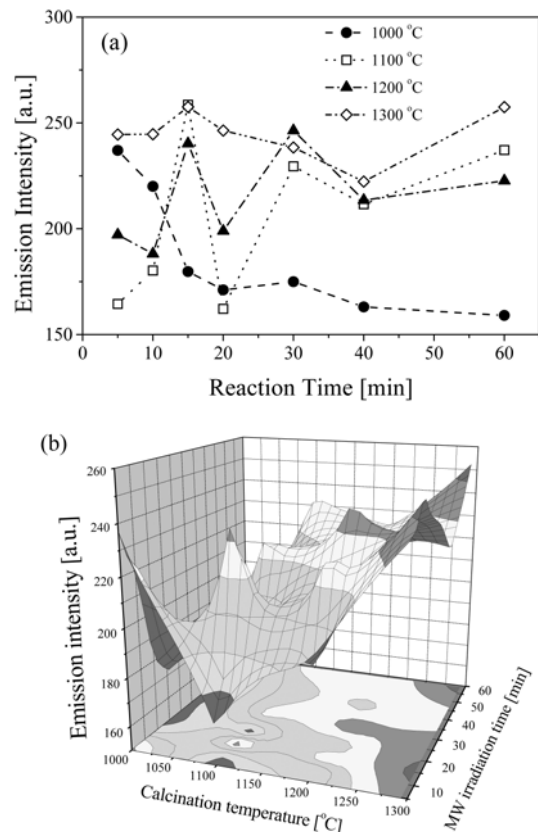 (a)
1000 °C
1100 °C
1200 °C
1300 °C
300
250
200
150
Emission Intensity [a.u.]
0 10 20 30 40 50 60
Reaction Time [min]
(b)
260
240
220
200
180
160
Emission intensity [a.u.]
1000 1050 1100 1150 1200 1250 1300
Calcination temperature [°C]
10 20 30 40 50 60
MW irradiation time [min]